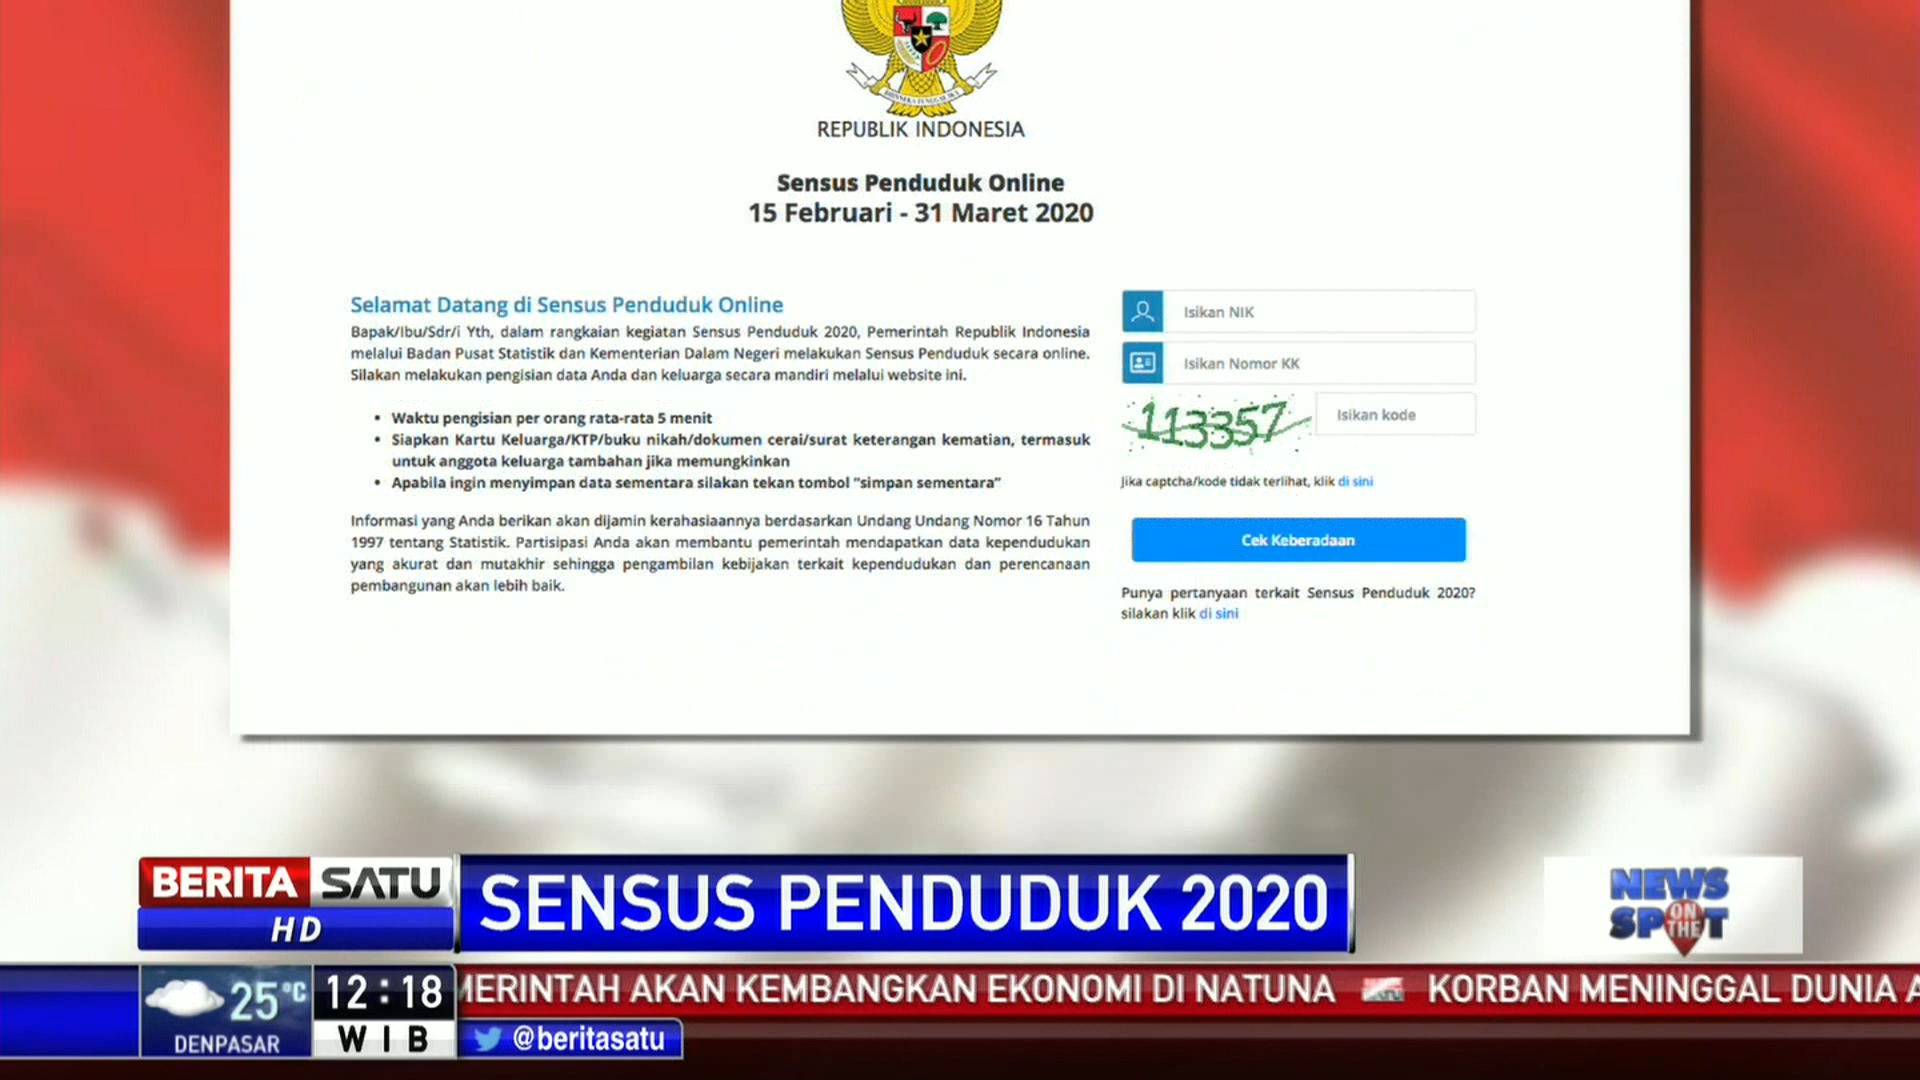 BHINNEKA TUNGGAL IKA
REPUBLIK INDONESIA
Sensus Penduduk Online
15 Februari - 31 Maret 2020
Selamat Datang di Sensus Penduduk Online
Bapak/Ibu/Sdr/i Yth, dalam rangkaian kegiatan Sensus Penduduk 2020, Pemerintah Republik Indonesia
melalui Badan Pusat Statistik dan Kementerian Dalam Negeri melakukan Sensus Penduduk secara online.
Silakan melakukan pengisian data Anda dan keluarga secara mandiri melalui website ini.
• Waktu pengisian per orang rata-rata 5 menit
• Siapkan Kartu Keluarga/KTP/buku nikah/dokumen cerai/surat keterangan kematian, termasuk
untuk anggota keluarga tambahan jika memungkinkan
• Apabila ingin menyimpan data sementara silakan tekan tombol “simpan sementara”
Informasi yang Anda berikan akan dijamin kerahasiaannya berdasarkan Undang Undang Nomor 16 Tahun
1997 tentang Statistik. Partisipasi Anda akan membantu pemerintah mendapatkan data kependudukan
yang akurat dan mutakhir sehingga pengambilan kebijakan terkait kependudukan dan perencanaan
pembangunan akan lebih baik.
Isikan NIK
Isikan Nomor KK
113357
Isikan kode
Jika captcha/kode tidak terlihat, klik di sini
Cek Keberadaan
Punya pertanyaan terkait Sensus Penduduk 2020?
silakan klik di sini
BERITA SATU
HD
SENSUS PENDUDUK 2020
NEWS
ON THE
SPOT
25°C
DENPASAR
12:18
WIB
MERINTAH AKAN KEMBANGKAN EKONOMI DI NATUNA
KORBAN MENINGGAL DUNIA A
@beritasatu